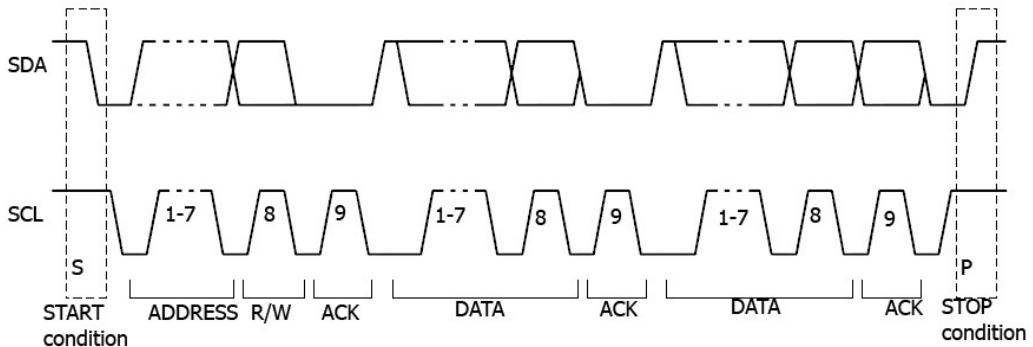 SDA
SCL
1-7 8 9 1-7 8 9 1-7 8 9
S P
START condition ADDRESS R/W ACK DATA ACK DATA ACK STOP condition